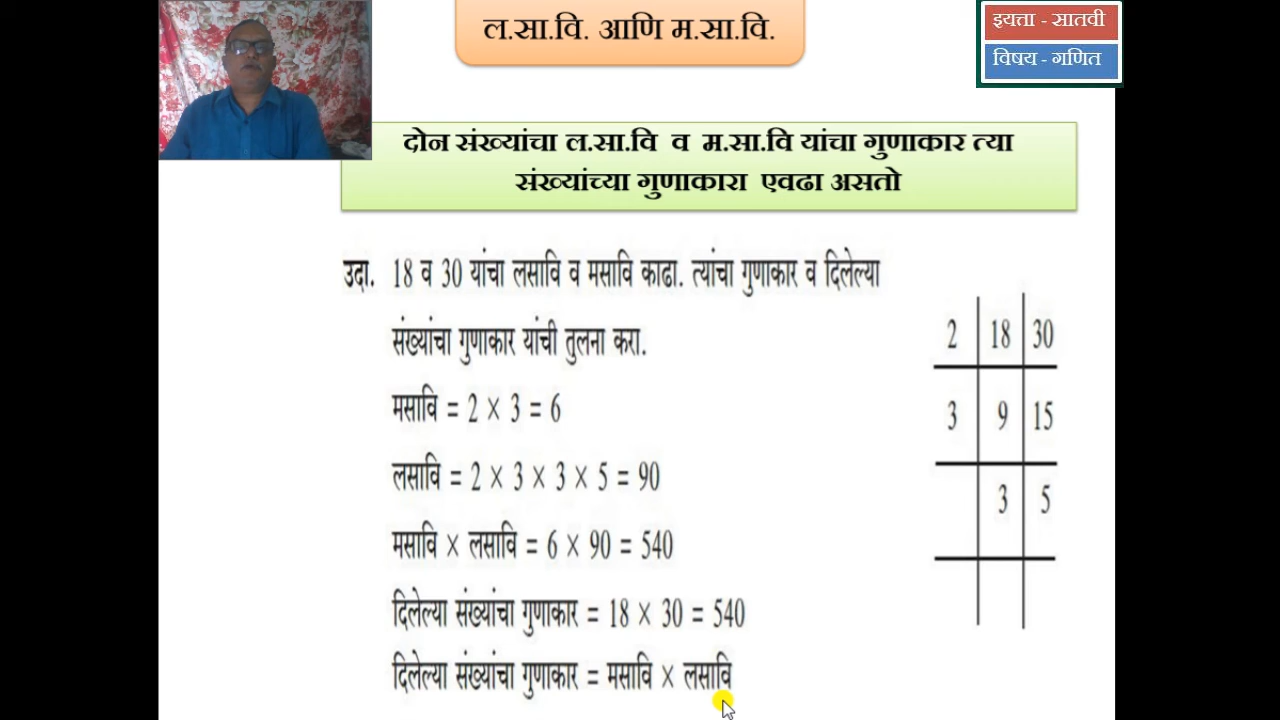 ल.सा.वि. आणि म.सा.वि.
इयत्ता - सातवी
विषय - गणित
दोन संख्यांचा ल.सा.वि व म.सा.वि यांचा गुणाकार त्या
संख्यांच्या गुणाकारा एवढा असतो
उदा. 18 व 30 यांचा लसावि व मसावि काढा. त्यांचा गुणाकार व दिलेल्या
संख्यांचा गुणाकार यांची तुलना करा.
मसावि = 2 × 3 = 6
लसावि = 2 × 3 × 3 × 5 = 90
मसावि × लसावि = 6 × 90 = 540
दिलेल्या संख्यांचा गुणाकार = 18 × 30 = 540
दिलेल्या संख्यांचा गुणाकार = मसावि × लसावि
2 18 30
3 9 15
3 5